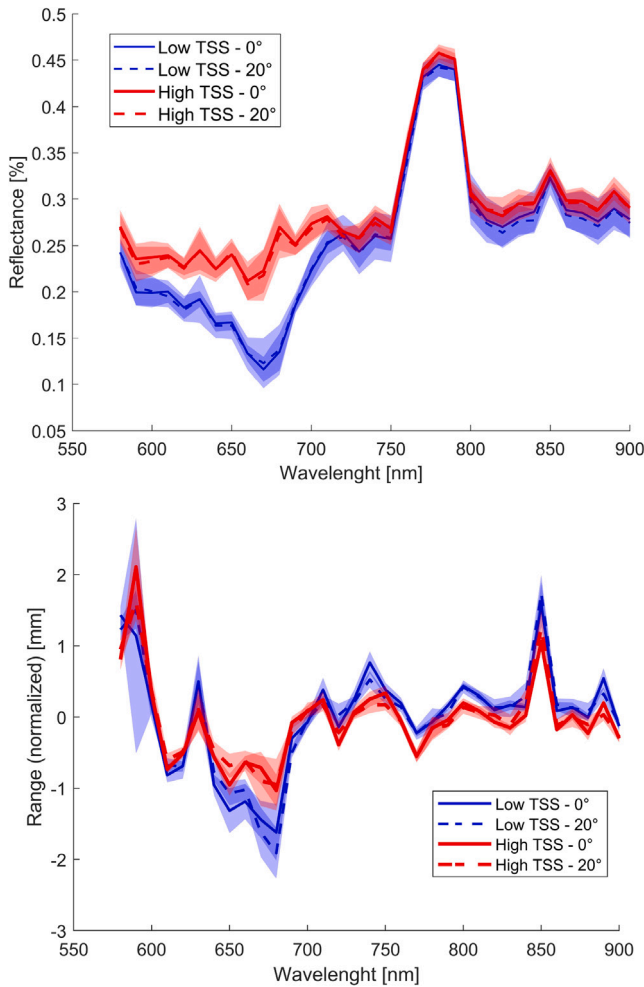 Low TSS - 0°
Low TSS - 20°
High TSS - 0°
High TSS - 20°
Reflectance [%]
0.5
0.45
0.4
0.35
0.3
0.25
0.2
0.15
0.1
0.05
550 600 650 700 750 800 850 900
Wavelenght [nm]
Range (normalized) [mm]
3
2
1
0
-1
-2
-3
Low TSS - 0°
Low TSS - 20°
High TSS - 0°
High TSS - 20°
550 600 650 700 750 800 850 900
Wavelenght [nm]